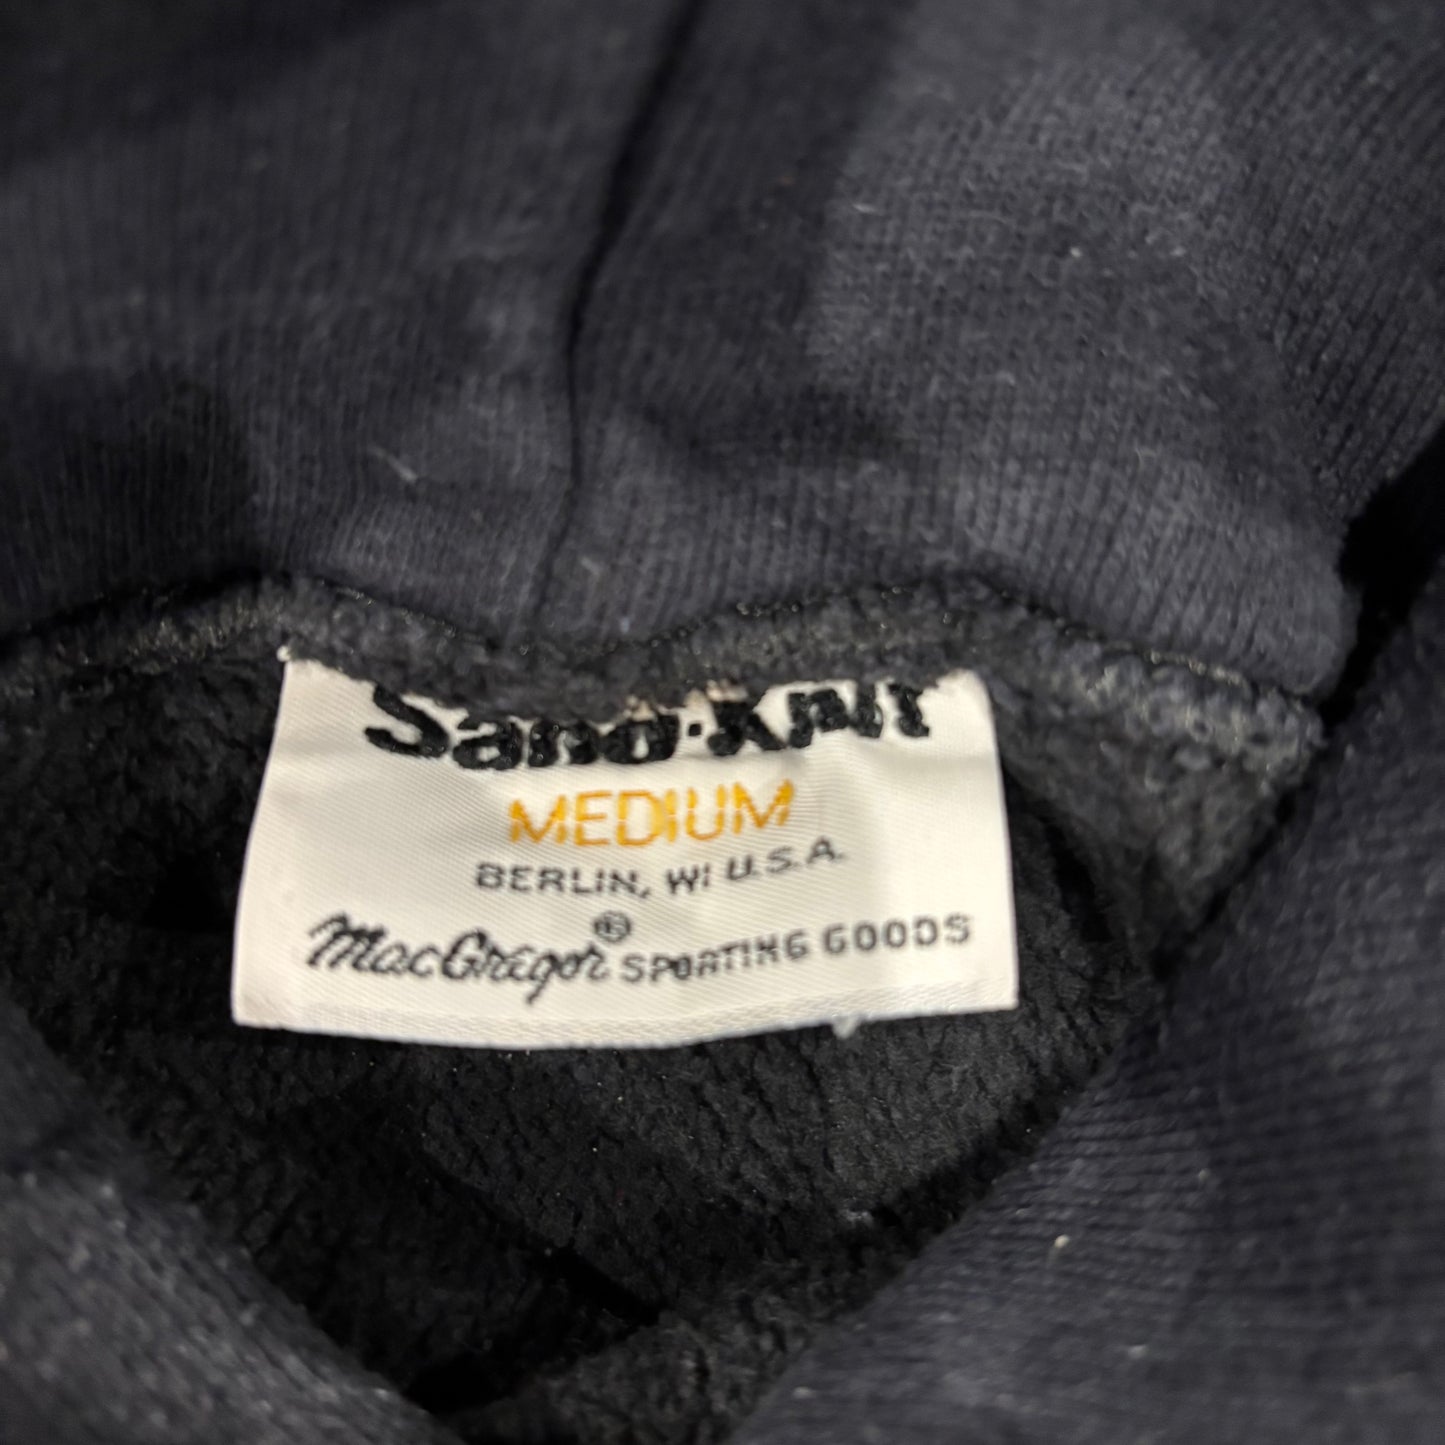 Sand-Knit
MEDIUM
BERLIN, WI U.S.A.
MacGregor® SPORTING GOODS